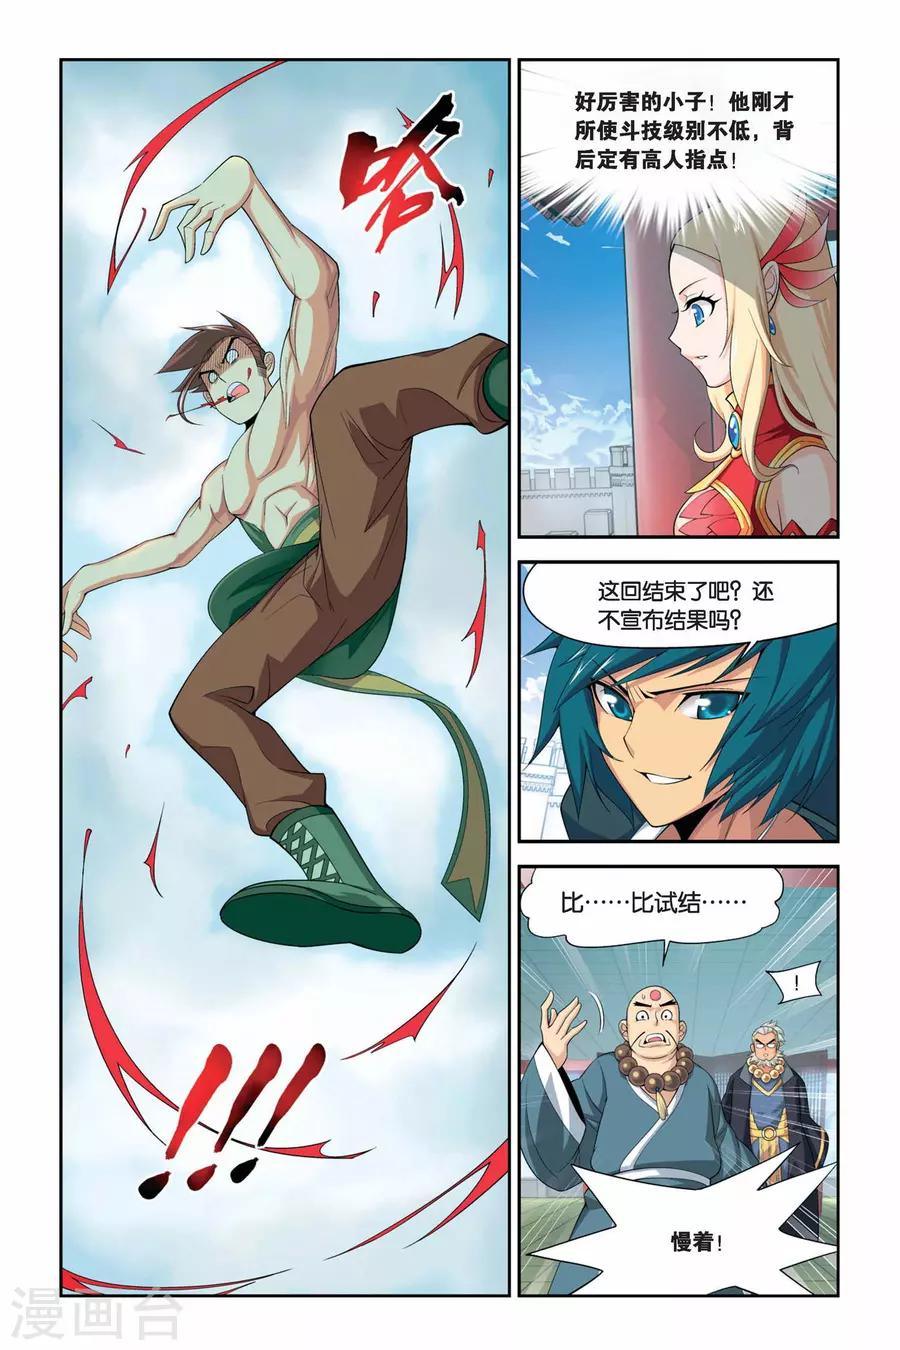 咯
!!!
好厉害的小子！他刚才
所使斗技级别不低，背
后定有高人指点！
这回结束了吧？还
不宣布结果吗？
比……比试结……
！
慢着！
漫画台